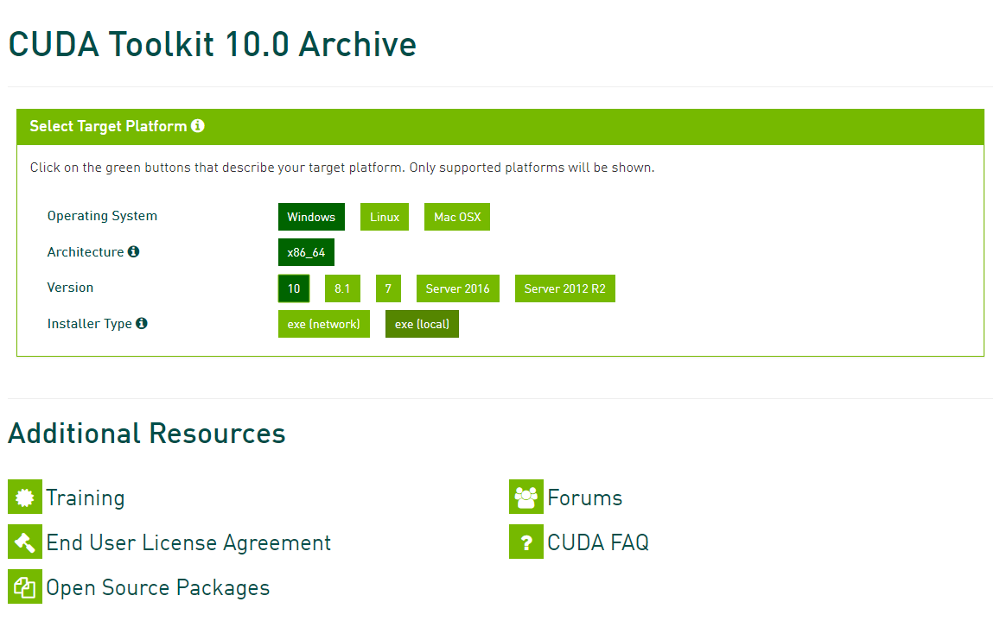 CUDA Toolkit 10.0 Archive
Select Target Platform
Click on the green buttons that describe your target platform. Only supported platforms will be shown.
Operating System Windows Linux Mac OSX
Architecture x86_64
Version 10 8.1 7 Server 2016 Server 2012 R2
Installer Type exe (network) exe (local)
Additional Resources
Training Forums
End User License Agreement CUDA FAQ
Open Source Packages